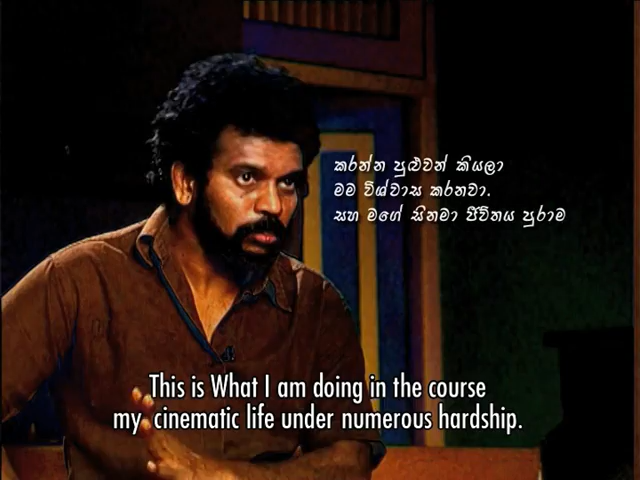 කරන්න පුළුවන් කියලා
මම විශ්වාස කරනවා.
සහ මගේ සිනමා ජීවිතය පුරාම
This is What I am doing in the course
my cinematic life under numerous hardship.